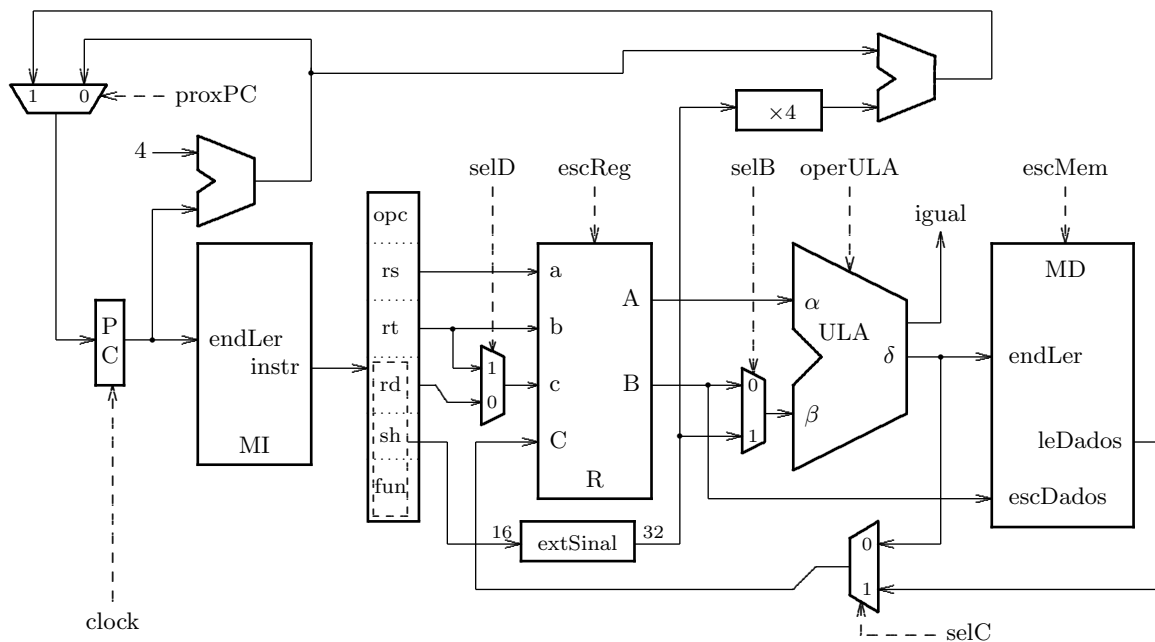 1 0
proxPC
×4
4
selD
escReg
selB
operULA
escMem
opc
igual
rs
a
MD
P
C
A
α
ULA
endLer
rt
b
endLer
instr
δ
rd
1
0
c
B
0
1
β
sh
C
leDados
MI
R
fun
escDados
16
extSinal
32
0
1
clock
selC